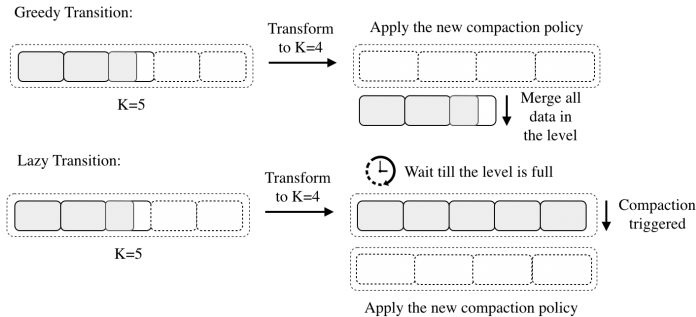 Greedy Transition:
Transform
to K=4
Apply the new compaction policy
K=5
Merge all
data in
the level
Lazy Transition:
Transform
to K=4
Wait till the level is full
Compaction
triggered
K=5
Apply the new compaction policy